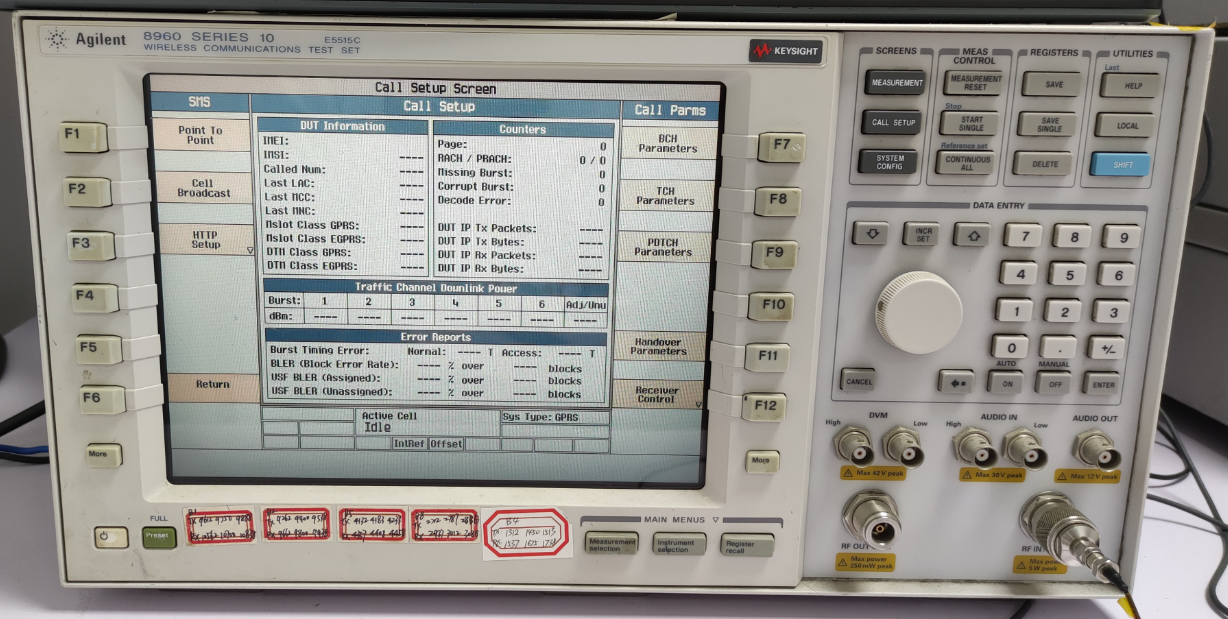 Agilent
8960 SERIES 10
E5515C
WIRELESS COMMUNICATIONS TEST SET
KEYSIGHT
Call Setup Screen
SMS
Call Setup
Call Parms
F1
F2
F3
F4
F5
F6
More
Point To
Point
Cell
Broadcast
HTTP
Setup
Return
DUT Information
IMEI:
IMSI: ----
Called Num: ----
Last LAC: ----
Last MCC: ----
Last MNC: ----
Mslot Class GPRS: ----
Mslot Class EGPRS: ----
DTM Class GPRS: ----
DTM Class EGPRS: ----
Counters
Page: 0
RACH / PRACH: 0 / 0
Missing Burst: 0
Corrupt Burst: 0
Decode Error: 0
DUT IP Tx Packets: ----
DUT IP Tx Bytes: ----
DUT IP Rx Packets: ----
DUT IP Rx Bytes: ----
Traffic Channel Downlink Power
Burst: 1 2 3 4 5 6 Adj/Unu
dBm: ---- ---- ---- ---- ---- ---- ----
Error Reports
Burst Timing Error: Normal: ---- T Access: ---- T
BLER (Block Error Rate): ---- % over ---- blocks
USF BLER (Assigned): ---- % over ---- blocks
USF BLER (Unassigned): ---- % over ---- blocks
Active Cell
Idle
Sys Type: GPRS
IntRef Offset
BCH
Parameters
TCH
Parameters
PDTCH
Parameters
Handover
Parameters
Receiver
Control
F7
F8
F9
F10
F11
F12
More
FULL
Preset
B4
MAIN MENUS
Measurement
selection
Instrument
selection
Register
recall
SCREENS
MEASUREMENT
CALL SETUP
SYSTEM
CONFIG
MEAS
CONTROL
MEASUREMENT
RESET
Stop
START
SINGLE
Reference set
CONTINUOUS
ALL
REGISTERS
SAVE
SAVE
SINGLE
DELETE
UTILITIES
Last
HELP
LOCAL
SHIFT
DATA ENTRY
INCR
SET
7 8 9
4 5 6
1 2 3
0 . +/-
AUTO MANUAL
CANCEL
ON
OFF
ENTER
DVM
AUDIO IN
AUDIO OUT
High Low
High Low
Max 42 V peak
Max 30 V peak
Max 12 V peak
RF OUT
Max power
250 mW peak
RF IN
Max power
5 W peak